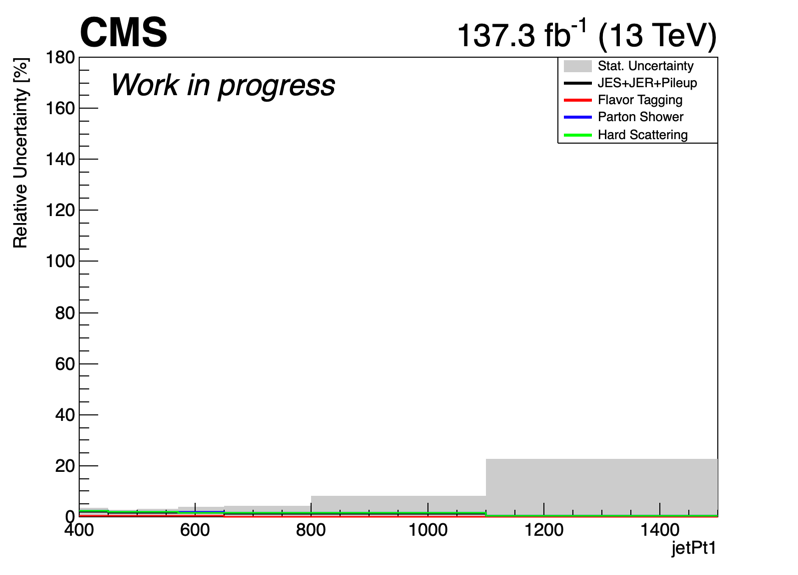 CMS
137.3 fb⁻¹ (13 TeV)
Work in progress
Stat. Uncertainty
JES+JER+Pileup
Flavor Tagging
Parton Shower
Hard Scattering
Relative Uncertainty [%]
180
160
140
120
100
80
60
40
20
0
400
600
800
1000
1200
1400
jetPt1